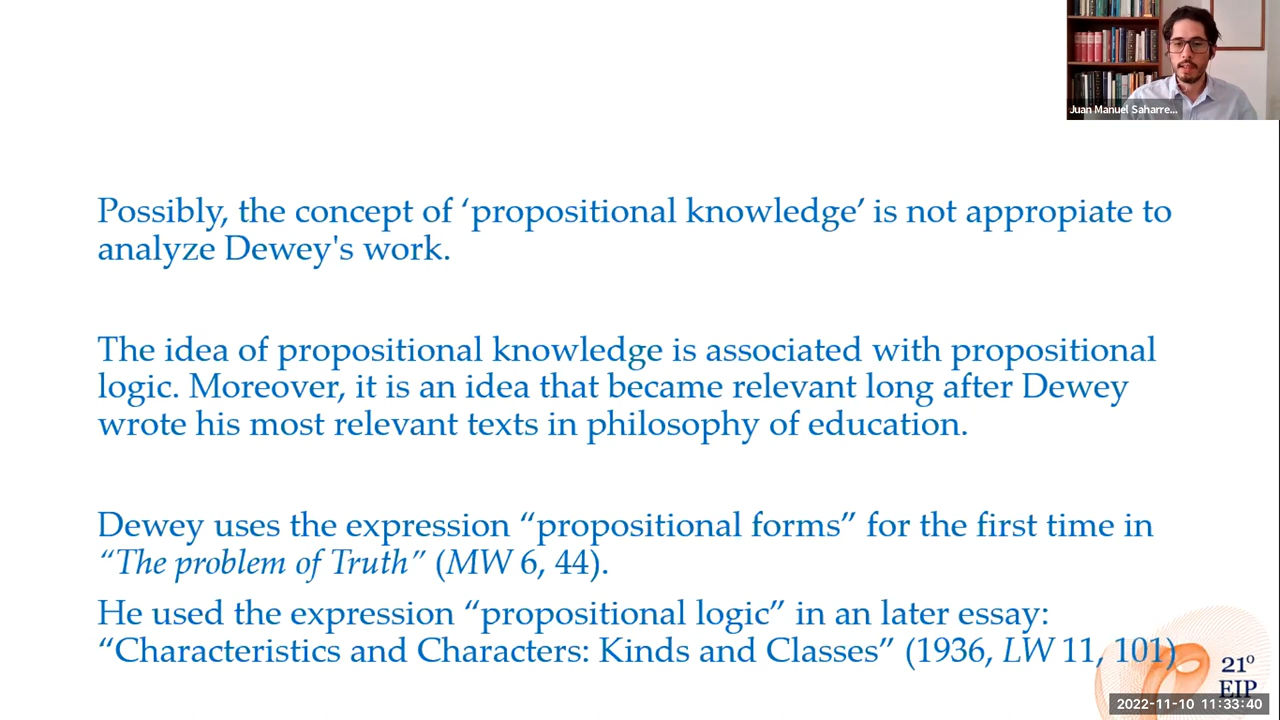 Juan Manuel Saharre...
Possibly, the concept of ‘propositional knowledge’ is not appropiate to
analyze Dewey's work.
The idea of propositional knowledge is associated with propositional
logic. Moreover, it is an idea that became relevant long after Dewey
wrote his most relevant texts in philosophy of education.
Dewey uses the expression “propositional forms” for the first time in
“The problem of Truth” (MW 6, 44).
He used the expression “propositional logic” in an later essay:
“Characteristics and Characters: Kinds and Classes” (1936, LW 11, 101)
21º
EIP
2022-11-10 11:33:40